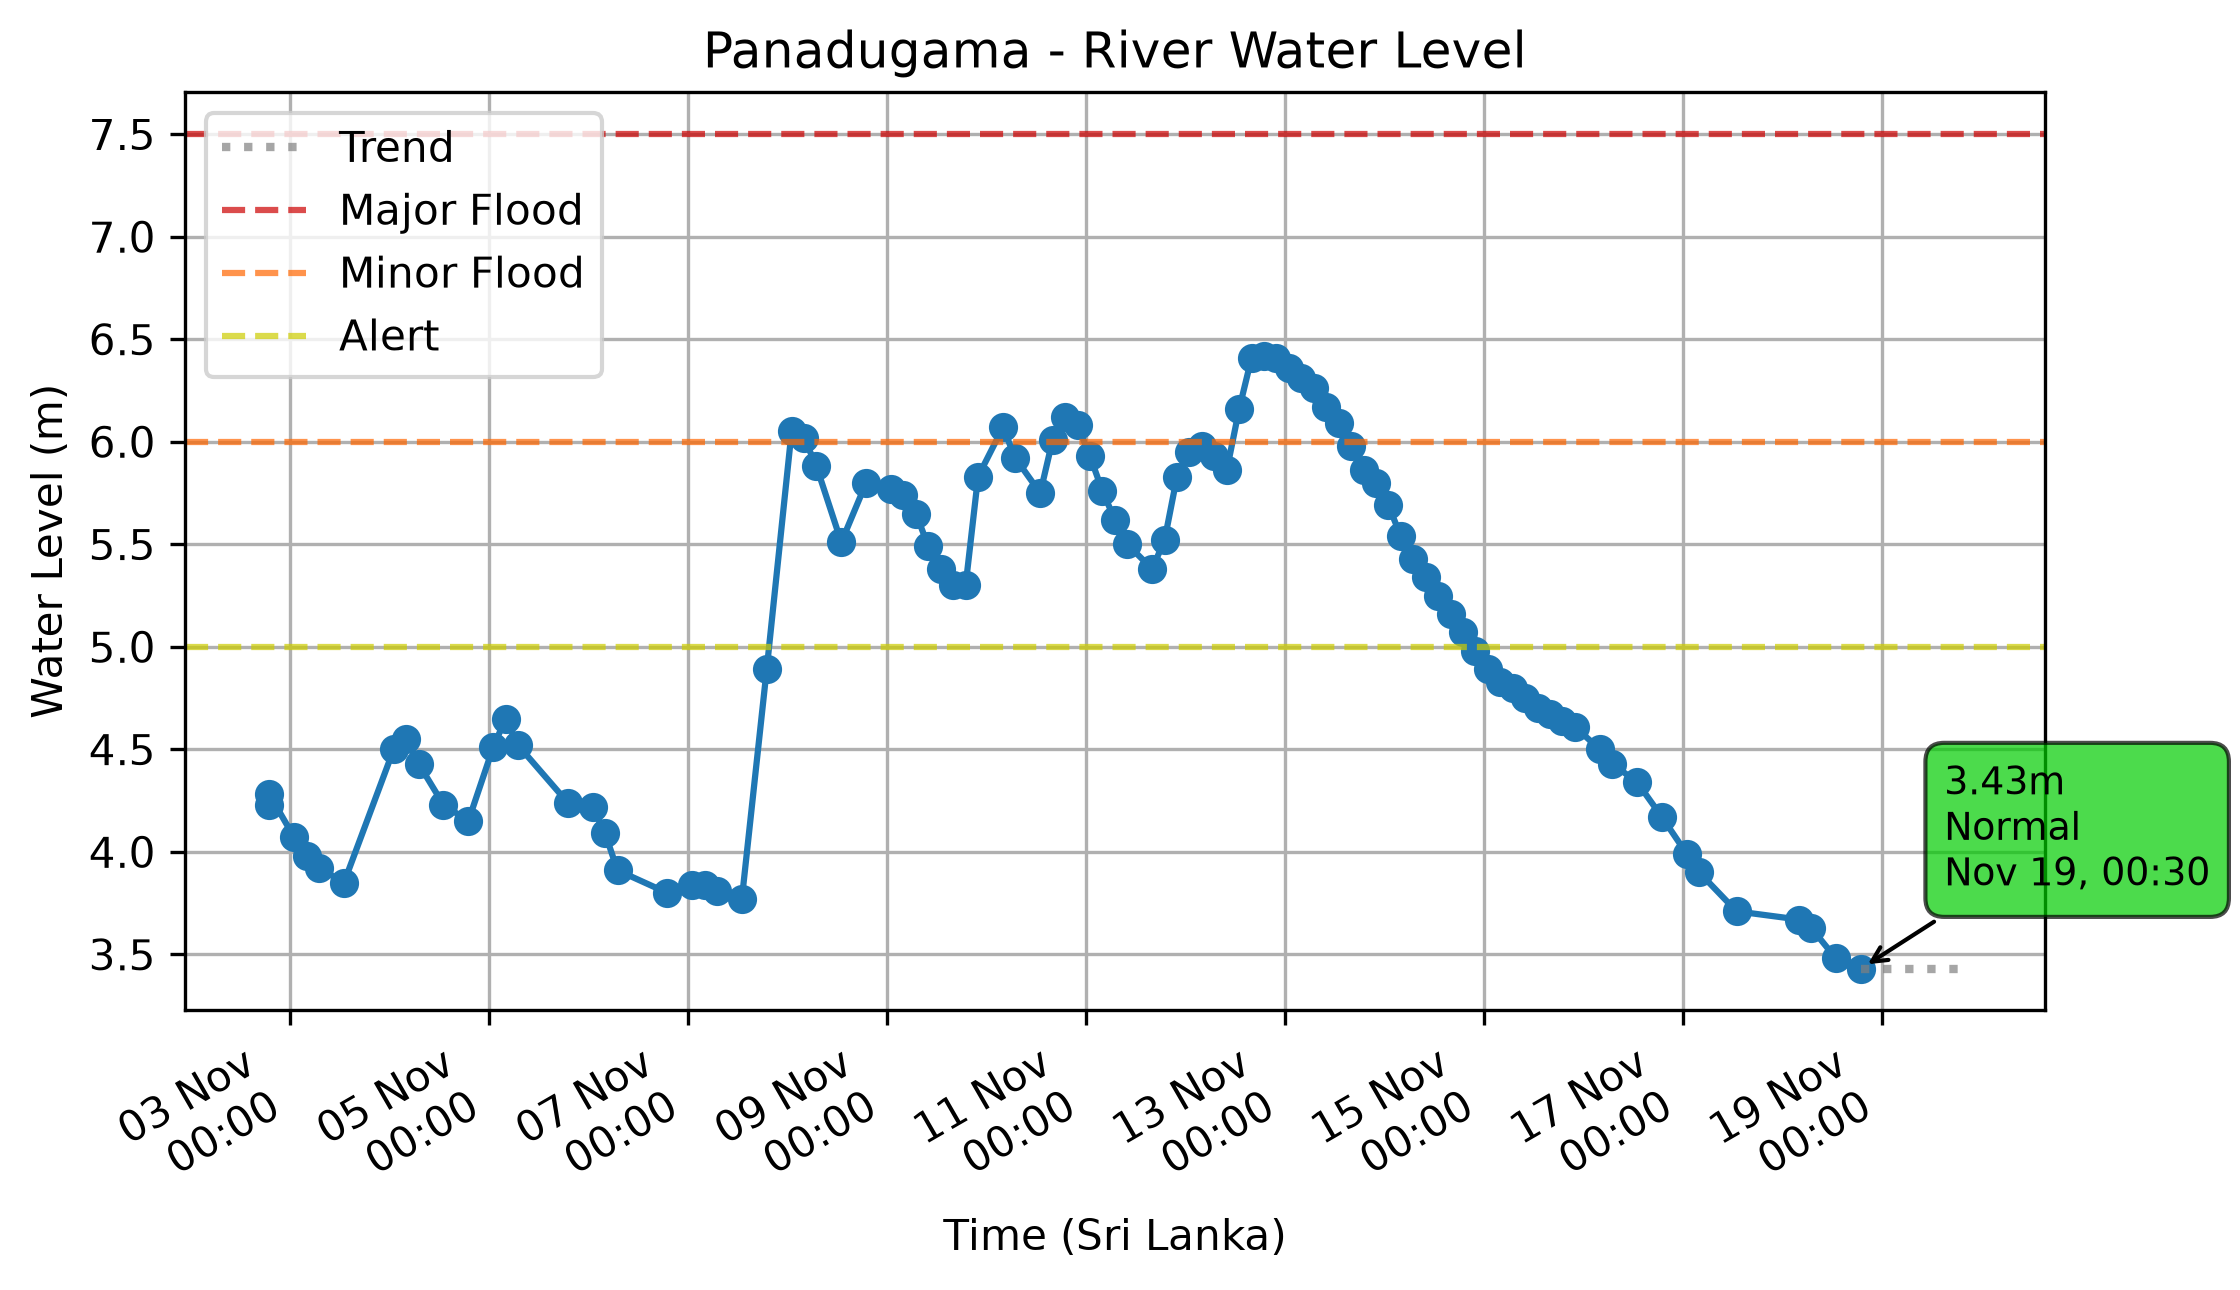 Panadugama - River Water Level
Trend
Major Flood
Minor Flood
Alert
Water Level (m)
7.5
7.0
6.5
6.0
5.5
5.0
4.5
4.0
3.5
3.43m
Normal
Nov 19, 00:30
03 Nov
00:00
05 Nov
00:00
07 Nov
00:00
09 Nov
00:00
11 Nov
00:00
13 Nov
00:00
15 Nov
00:00
17 Nov
00:00
19 Nov
00:00
Time (Sri Lanka)